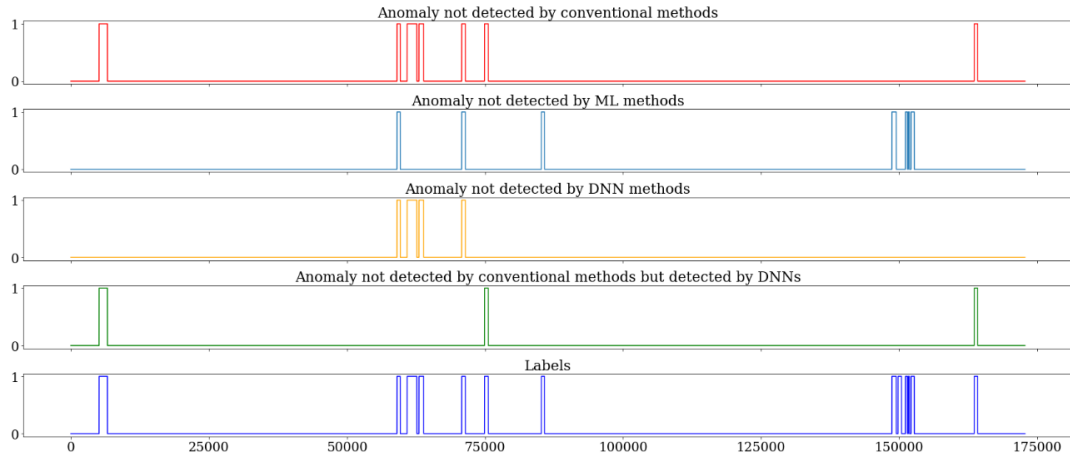 Anomaly not detected by conventional methods
1
0
Anomaly not detected by ML methods
1
0
Anomaly not detected by DNN methods
1
0
Anomaly not detected by conventional methods but detected by DNNs
1
0
Labels
1
0
0 25000 50000 75000 100000 125000 150000 175000